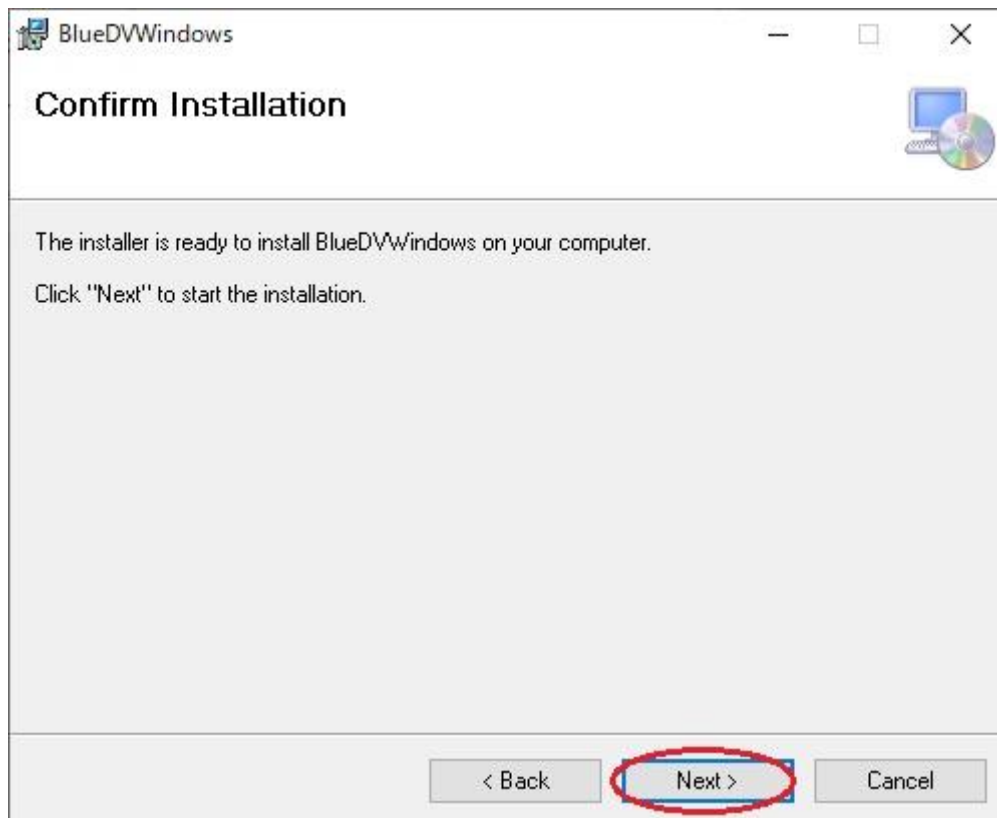 BlueDVWindows
Confirm Installation
The installer is ready to install BlueDVWindows on your computer.
Click "Next" to start the installation.
< Back
Next >
Cancel